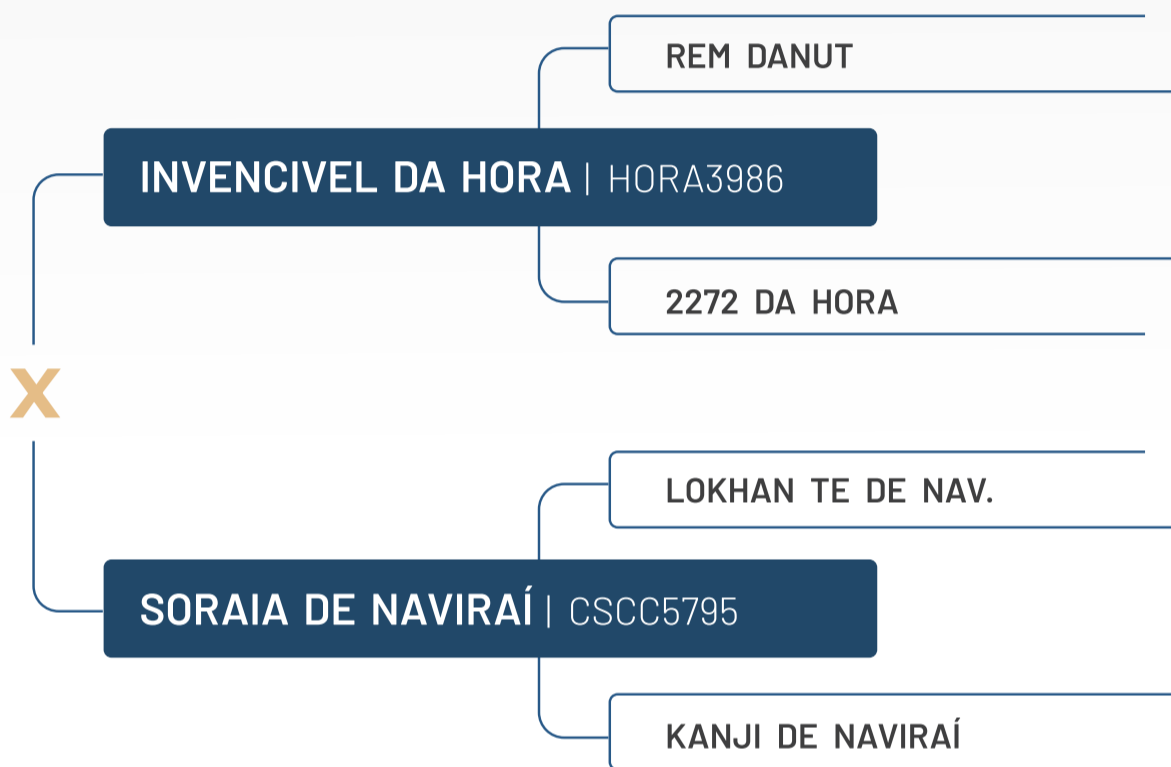 REM DANUT
INVENCIVEL DA HORA | HORA3986
2272 DA HORA
X
LOKHAN TE DE NAV.
SORAIA DE NAVIRAÍ | CSCC5795
KANJI DE NAVIRAÍ